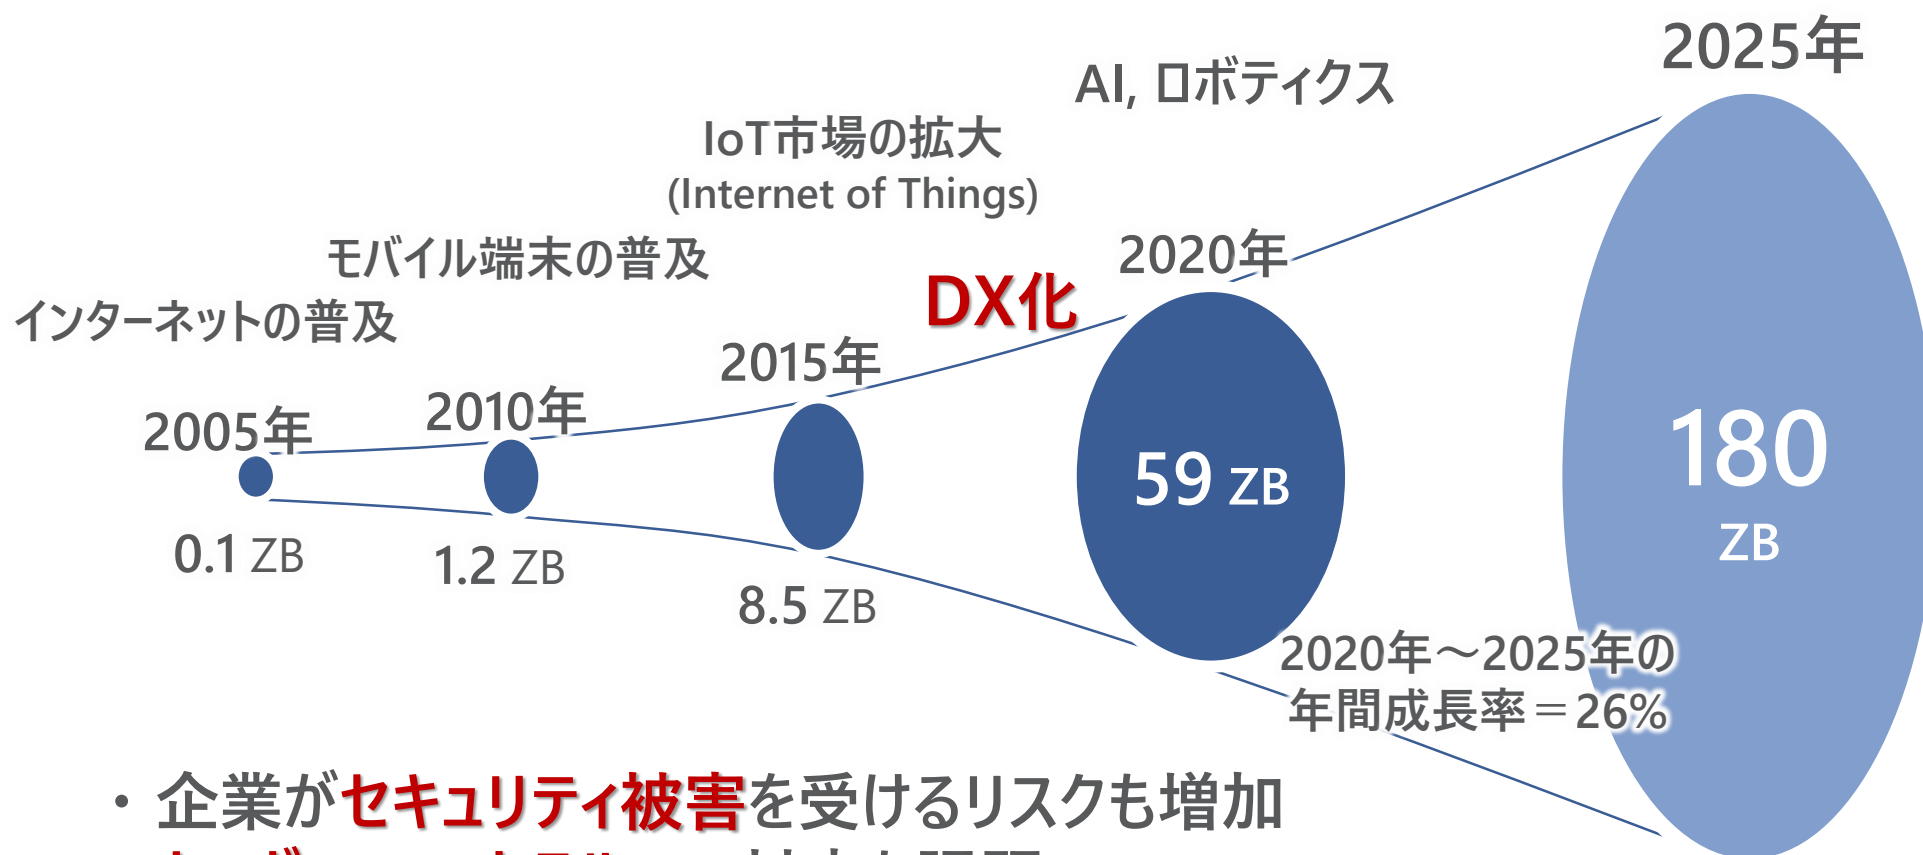 2025年
AI, ロボティクス
IoT市場の拡大
(Internet of Things)
2020年
モバイル端末の普及
DX化
インターネットの普及
2015年
2010年
2005年
180
ZB
59 ZB
0.1 ZB
1.2 ZB
8.5 ZB
2020年～2025年の
年間成長率＝26%
・企業がセキュリティ被害を受けるリスクも増加